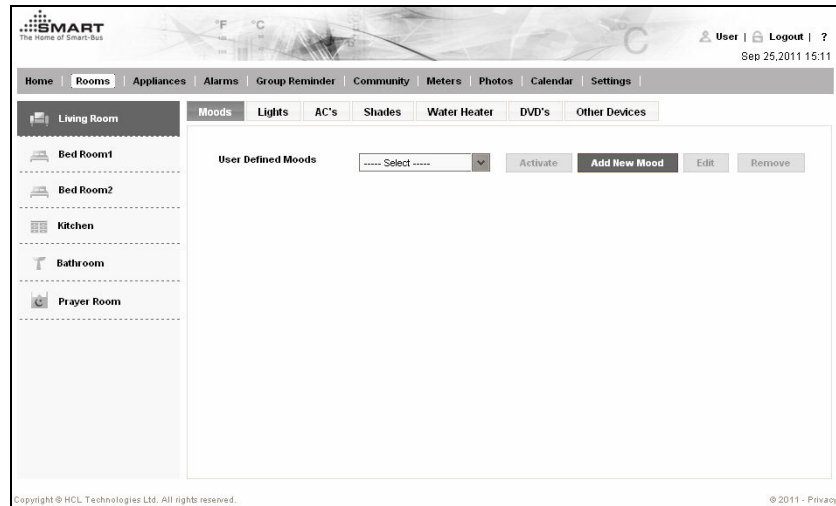 SMART
The Home of Smart-Bus
°F °C
C
User | Logout | ?
Sep 25,2011 15:11
Home | Rooms | Appliances | Alarms | Group Reminder | Community | Meters | Photos | Calendar | Settings |
Living Room
Bed Room1
Bed Room2
Kitchen
Bathroom
Prayer Room
Moods Lights AC's Shades Water Heater DVD's Other Devices
User Defined Moods ----- Select ----- Activate Add New Mood Edit Remove
Copyright © HCL Technologies Ltd. All rights reserved. © 2011 - Privacy